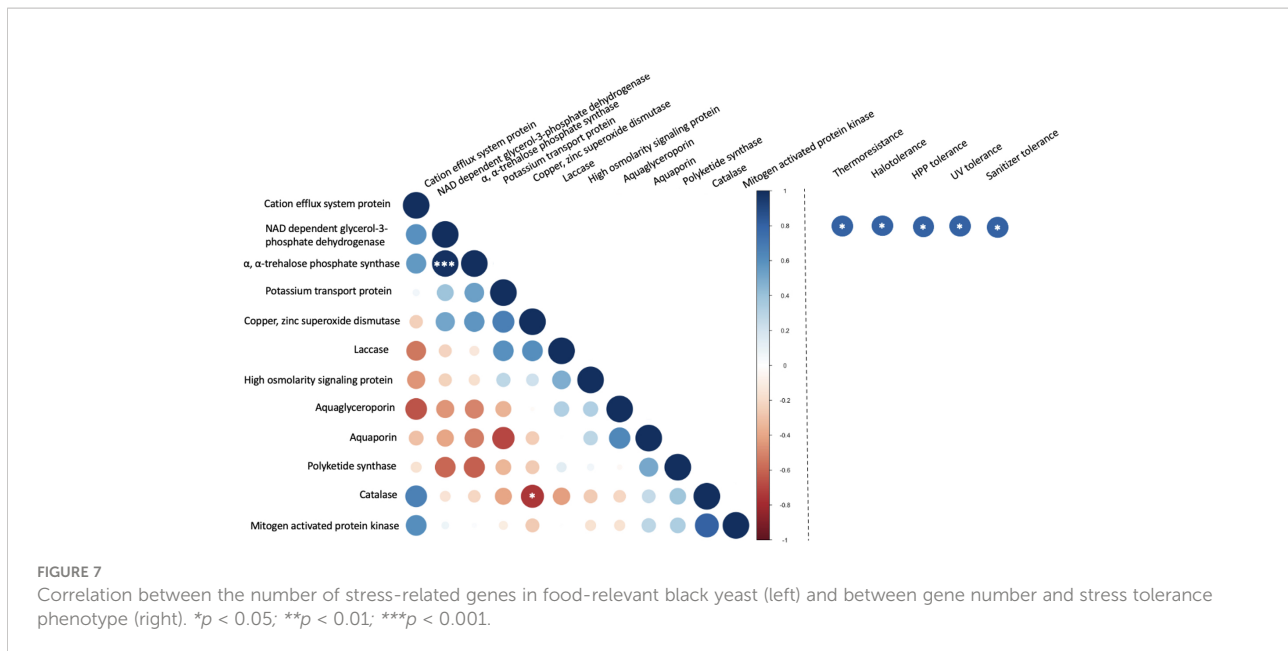 Cation efflux system protein
NAD dependent glycerol-3-phosphate dehydrogenase
α, α-trehalose phosphate synthase
Potassium transport protein
Copper, zinc superoxide dismutase
Laccase
High osmolarity signaling protein
Aquaglyceroporin
Aquaporin
Polyketide synthase
Catalase
Mitogen activated protein kinase
Thermoresistance
Halotolerance
HPP tolerance
UV tolerance
Sanitizer tolerance
Cation efflux system protein
NAD dependent glycerol-3-
phosphate dehydrogenase
* * * * *
α, α-trehalose phosphate synthase
***
Potassium transport protein
Copper, zinc superoxide dismutase
Laccase
High osmolarity signaling protein
Aquaglyceroporin
Aquaporin
Polyketide synthase
Catalase
*
Mitogen activated protein kinase
1
0.8
0.6
0.4
0.2
0
-0.2
-0.4
-0.6
-0.8
-1
FIGURE 7
Correlation between the number of stress-related genes in food-relevant black yeast (left) and between gene number and stress tolerance
phenotype (right). *p < 0.05; **p < 0.01; ***p < 0.001.